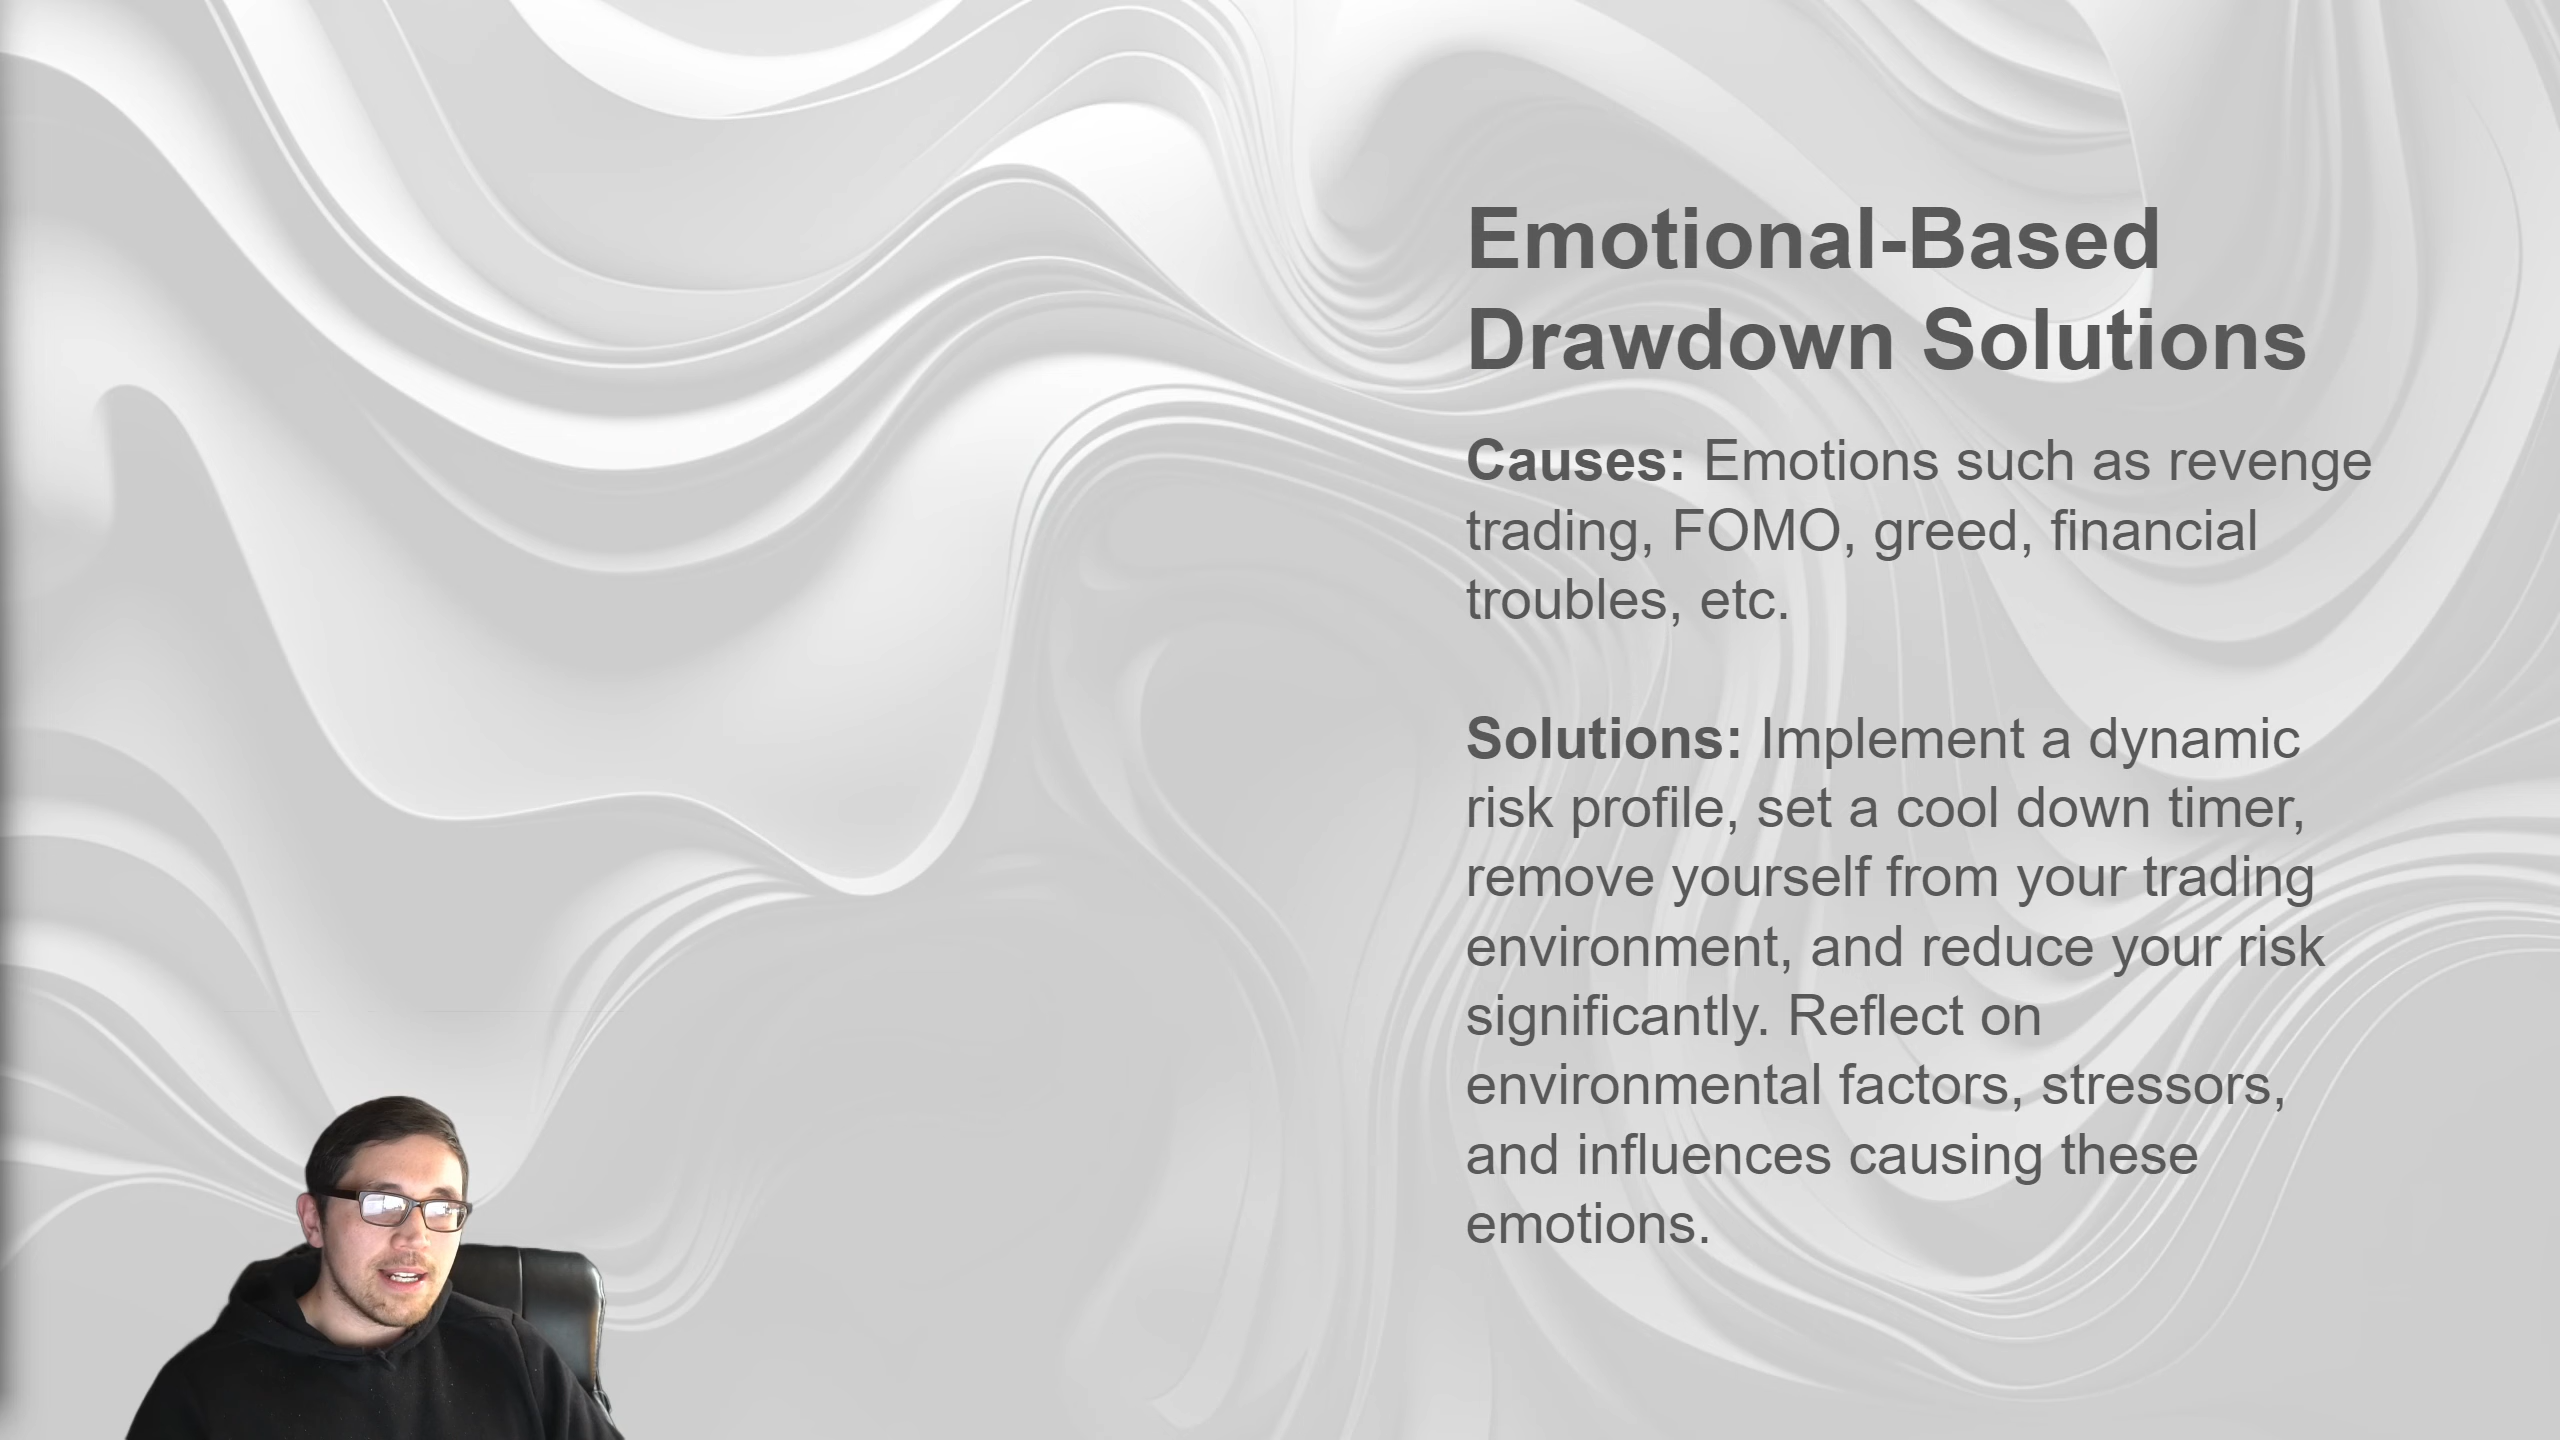 Emotional-Based
Drawdown Solutions
Causes: Emotions such as revenge
trading, FOMO, greed, financial
troubles, etc.
Solutions: Implement a dynamic
risk profile, set a cool down timer,
remove yourself from your trading
environment, and reduce your risk
significantly. Reflect on
environmental factors, stressors,
and influences causing these
emotions.